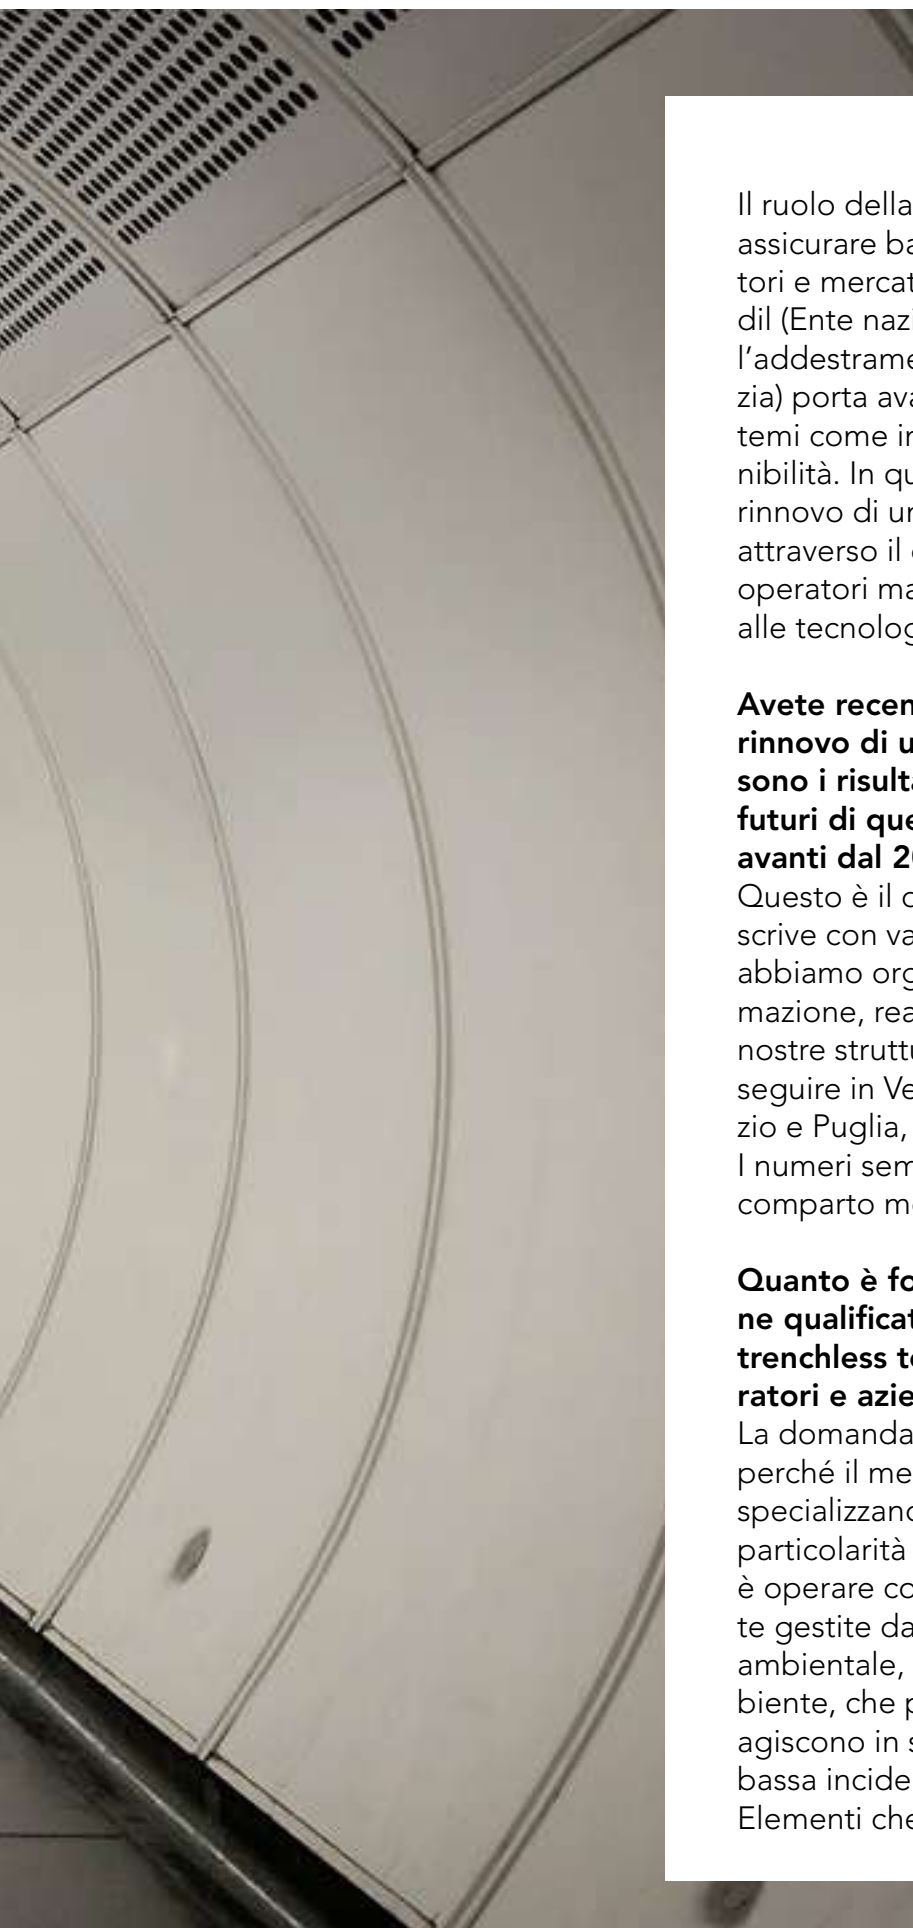 Il ruolo della
assicurare ba
tori e mercat
dil (Ente nazi
l’addestrame
zia) porta ava
temi come in
nibilità. In qu
rinnovo di un
attraverso il
operatori ma
alle tecnolog
Avete recen
rinnovo di u
sono i risulta
futuri di que
avanti dal 20
Questo è il
scrive con va
abbiamo org
mazione, rea
nostre struttu
seguire in Ve
zio e Puglia,
I numeri sem
comparto me
Quanto è fo
ne qualificat
trenchless te
ratori e azie
La domanda
perché il me
specializzand
particolarità
è operare co
te gestite da
ambientale,
biente, che p
agiscono in s
bassa incide
Elementi che